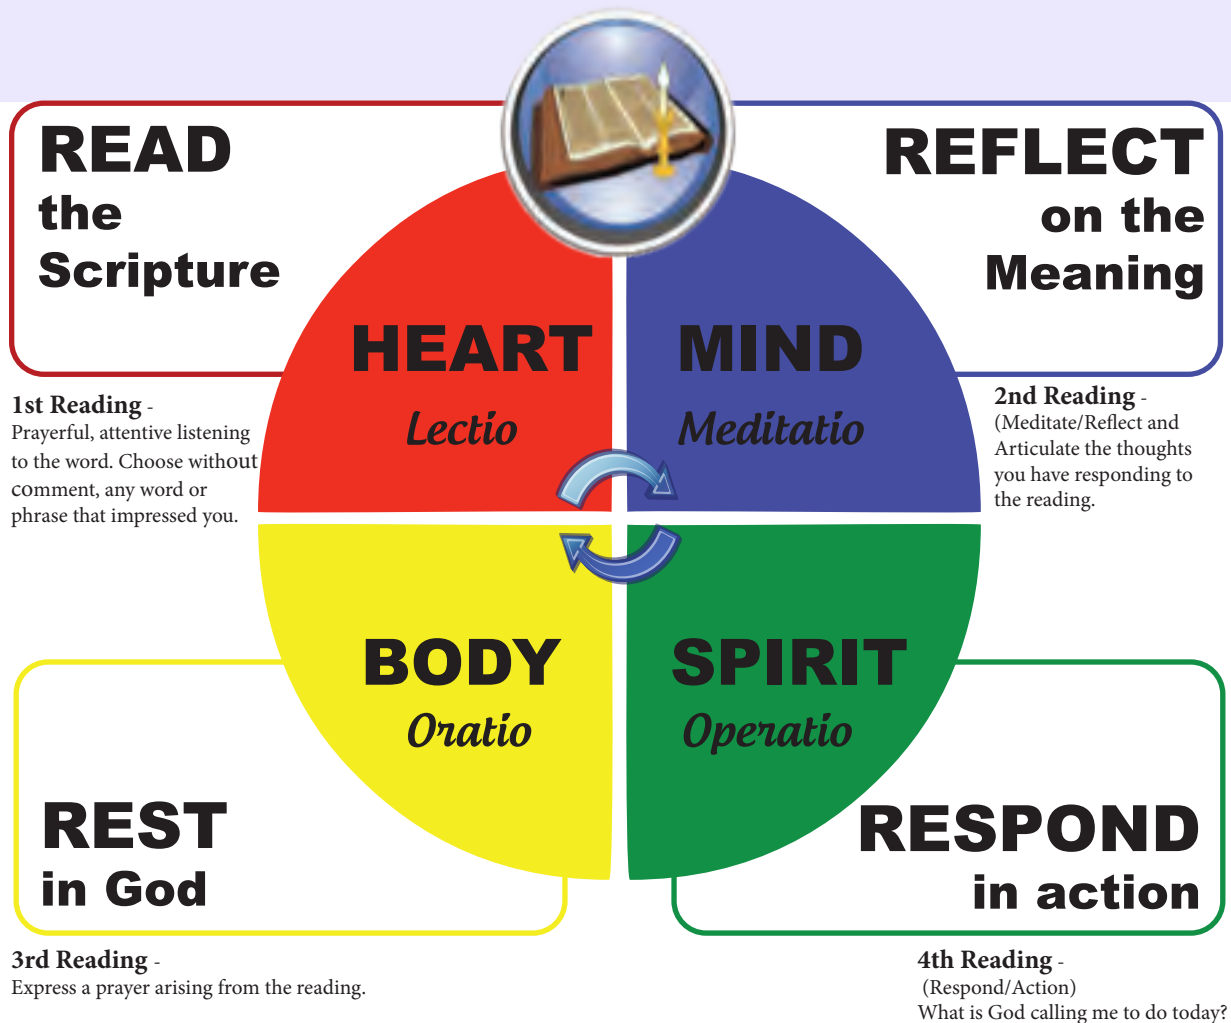 READ
the
Scripture
REFLECT
on the
Meaning
HEART
Lectio
MIND
Meditatio
1st Reading -
Prayerful, attentive listening
to the word. Choose without
comment, any word or
phrase that impressed you.
2nd Reading -
(Meditate/Reflect and
Articulate the thoughts
you have responding to
the reading.
BODY
Oratio
SPIRIT
Operatio
REST
in God
RESPOND
in action
3rd Reading -
Express a prayer arising from the reading.
4th Reading -
(Respond/Action)
What is God calling me to do today?